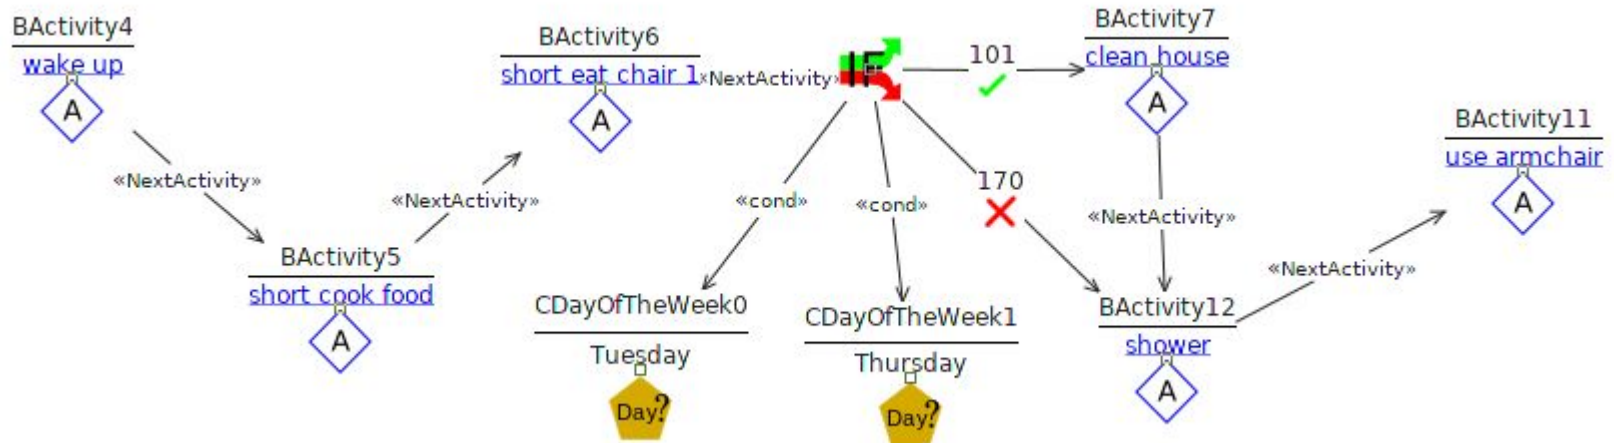 BActivity4
wake up
A
«NextActivity»
BActivity5
short cook food
A
«NextActivity»
BActivity6
short eat chair 1
A
«NextActivity»
IF
101
BActivity7
clean house
A
«cond»
«cond»
170
«NextActivity»
CDayOfTheWeek0
Tuesday
Day?
CDayOfTheWeek1
Thursday
Day?
BActivity12
shower
A
«NextActivity»
BActivity11
use armchair
A